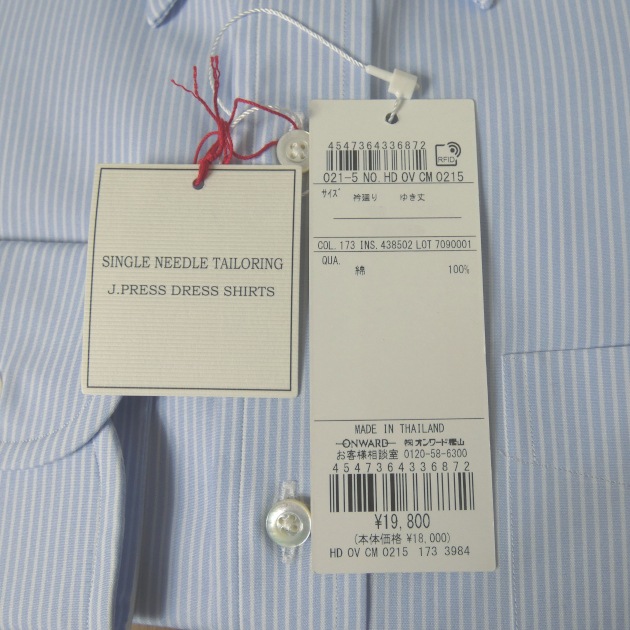 SINGLE NEEDLE TAILORING
J.PRESS DRESS SHIRTS
4547364336872
RFID
021-5 NO. HD OV CM 0215
サイズ 衿廻り ゆき丈
COL. 173 INS. 438502 LOT 7090001
QUA.
綿 100%
MADE IN THAILAND
ONWARD ㈱オンワード樫山
お客様相談室 0120-58-6300
4547364336872
¥19,800
(本体価格 ¥18,000)
HD OV CM 0215 173 3984